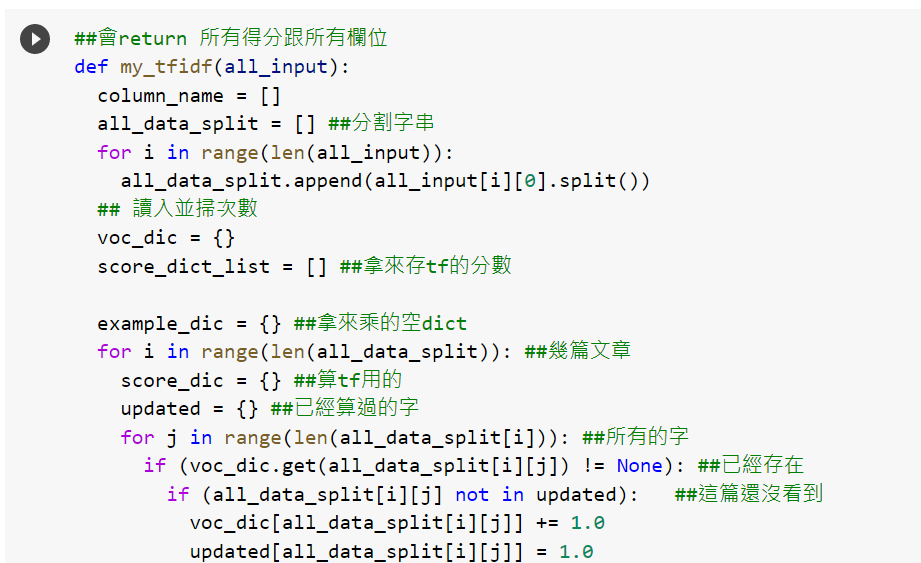 ##會return 所有得分跟所有欄位
def my_tfidf(all_input):
  column_name = []
  all_data_split = [] ##分割字串
  for i in range(len(all_input)):
    all_data_split.append(all_input[i][0].split())
  ## 讀入並掃次數
  voc_dic = {}
  score_dict_list = [] ##拿來存tf的分數
  example_dic = {} ##拿來乘的空dict
  for i in range(len(all_data_split)): ##幾篇文章
    score_dic = {} ##算tf用的
    updated = {} ##已經算過的字
    for j in range(len(all_data_split[i])): ##所有的字
      if (voc_dic.get(all_data_split[i][j]) != None): ##已經存在
        if (all_data_split[i][j] not in updated):   ##這篇還沒看到
          voc_dic[all_data_split[i][j]] += 1.0
          updated[all_data_split[i][j]] = 1.0